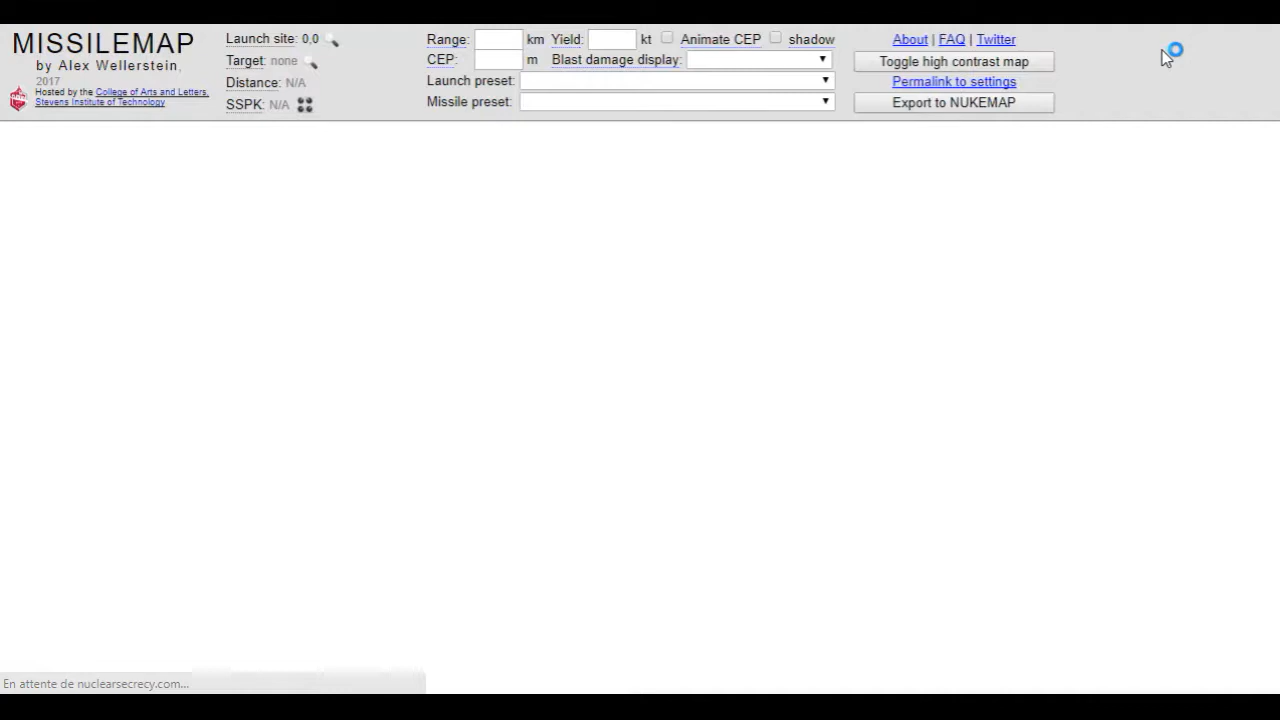 MISSILEMAP
by Alex Wellerstein,
2017
Hosted by the College of Arts and Letters,
Stevens Institute of Technology
Launch site: 0,0
Target: none
Distance: N/A
SSPK: N/A
Range: km Yield: kt Animate CEP shadow
CEP: m Blast damage display:
Launch preset:
Missile preset:
About | FAQ | Twitter
Toggle high contrast map
Permalink to settings
Export to NUKEMAP
En attente de nuclearsecrecy.com...